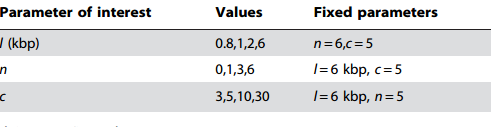 Parameter of interest Values Fixed parameters
l (kbp) 0.8,1,2,6 n=6,c=5
n 0,1,3,6 l=6 kbp, c=5
c 3,5,10,30 l=6 kbp, n=5